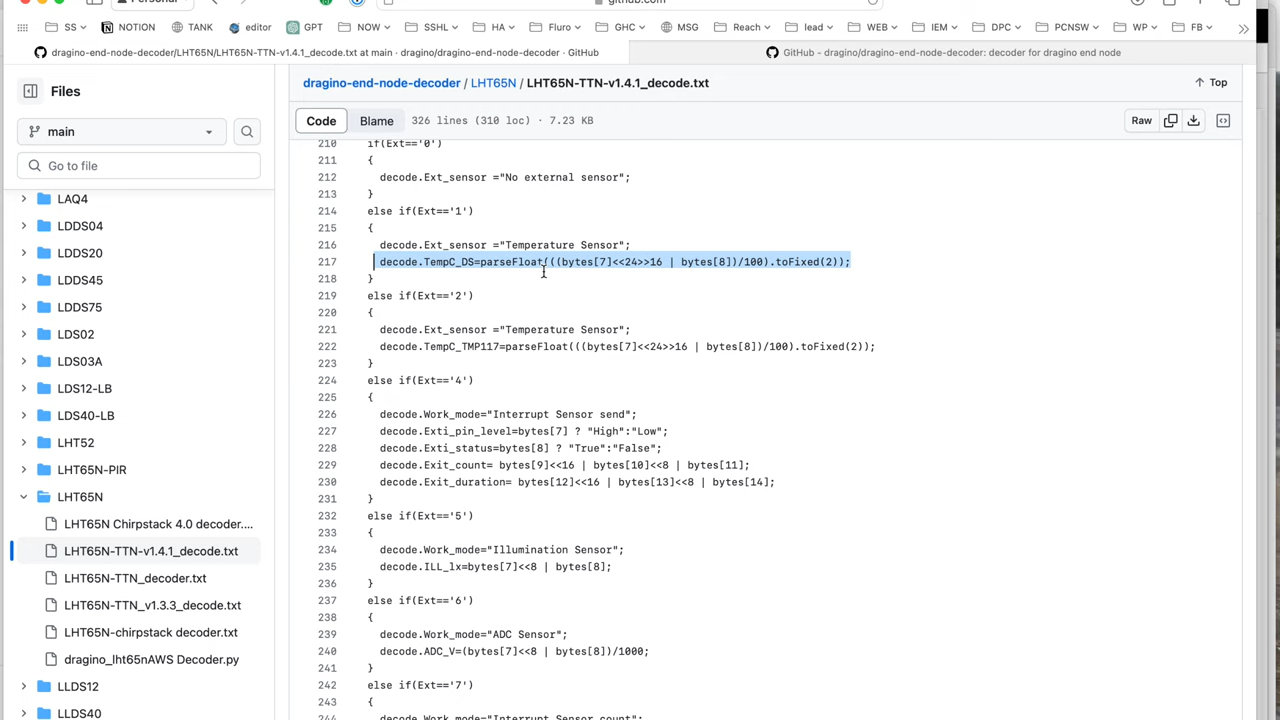 Personal
github.com
SS
NOTION
TANK
editor
GPT
NOW
SSHL
HA
Fluro
GHC
MSG
Reach
lead
WEB
IEM
DPC
PCNSW
WP
FB
dragino-end-node-decoder/LHT65N/LHT65N-TTN-v1.4.1_decode.txt at main · dragino/dragino-end-node-decoder · GitHub
GitHub - dragino/dragino-end-node-decoder: decoder for dragino end node
Files
main
Go to file
LAQ4
LDDS04
LDDS20
LDDS45
LDDS75
LDS02
LDS03A
LDS12-LB
LDS40-LB
LHT52
LHT65N-PIR
LHT65N
LHT65N Chirpstack 4.0 decoder....
LHT65N-TTN-v1.4.1_decode.txt
LHT65N-TTN_decoder.txt
LHT65N-TTN_v1.3.3_decode.txt
LHT65N-chirpstack decoder.txt
dragino_lht65nAWS Decoder.py
LLDS12
LLDS40
dragino-end-node-decoder / LHT65N / LHT65N-TTN-v1.4.1_decode.txt
Top
Code
Blame
326 lines (310 loc) · 7.23 KB
Raw
210 if(Ext=='0')
211 {
212 decode.Ext_sensor ="No external sensor";
213 }
214 else if(Ext=='1')
215 {
216 decode.Ext_sensor ="Temperature Sensor";
217 decode.TempC_DS=parseFloat(((bytes[7]<<24>>16 | bytes[8])/100).toFixed(2));
218 }
219 else if(Ext=='2')
220 {
221 decode.Ext_sensor ="Temperature Sensor";
222 decode.TempC_TMP117=parseFloat(((bytes[7]<<24>>16 | bytes[8])/100).toFixed(2));
223 }
224 else if(Ext=='4')
225 {
226 decode.Work_mode="Interrupt Sensor send";
227 decode.Exti_pin_level=bytes[7] ? "High":"Low";
228 decode.Exti_status=bytes[8] ? "True":"False";
229 decode.Exit_count= bytes[9]<<16 | bytes[10]<<8 | bytes[11];
230 decode.Exit_duration= bytes[12]<<16 | bytes[13]<<8 | bytes[14];
231 }
232 else if(Ext=='5')
233 {
234 decode.Work_mode="Illumination Sensor";
235 decode.ILL_lx=bytes[7]<<8 | bytes[8];
236 }
237 else if(Ext=='6')
238 {
239 decode.Work_mode="ADC Sensor";
240 decode.ADC_V=(bytes[7]<<8 | bytes[8])/1000;
241 }
242 else if(Ext=='7')
243 {
244 decode.Work_mode="Interrupt Sensor count";